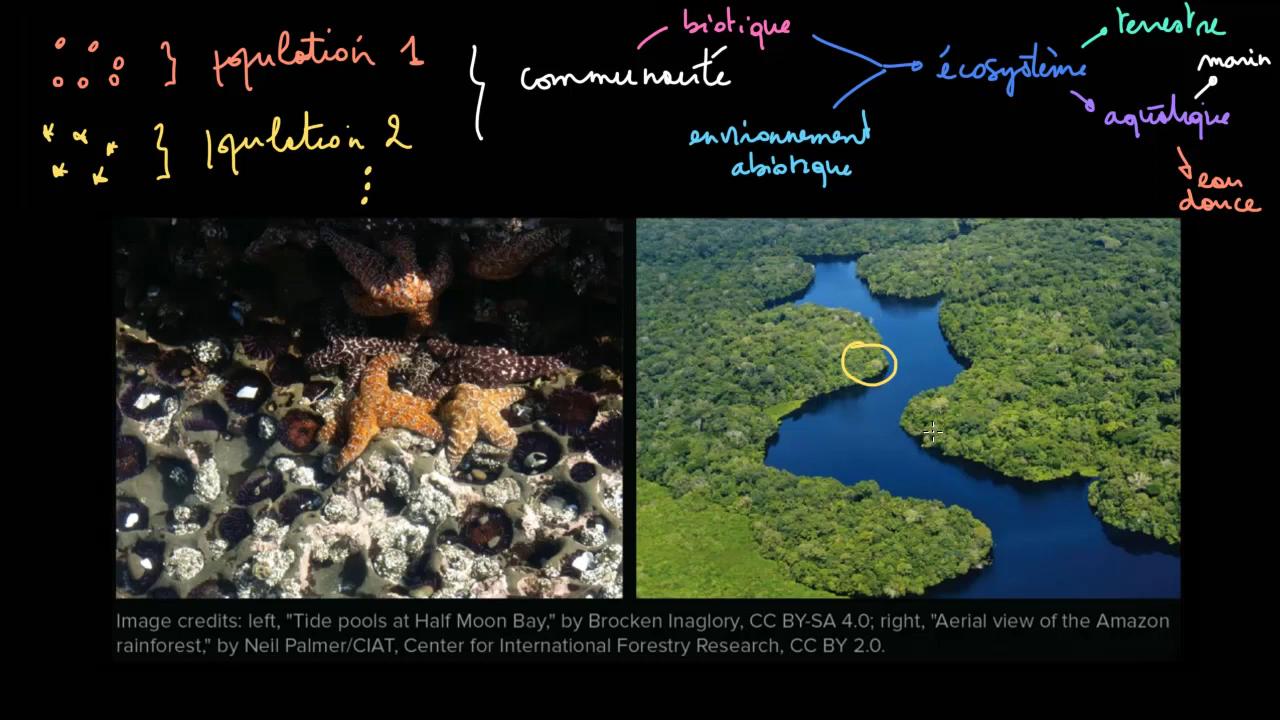 population 1
population 2
communauté
biotique
environnement
abiotique
écosystème
terrestre
aquatique
marin
eau
douce
Image credits: left, "Tide pools at Half Moon Bay," by Brocken Inaglory, CC BY-SA 4.0; right, "Aerial view of the Amazon
rainforest," by Neil Palmer/CIAT, Center for International Forestry Research, CC BY 2.0.